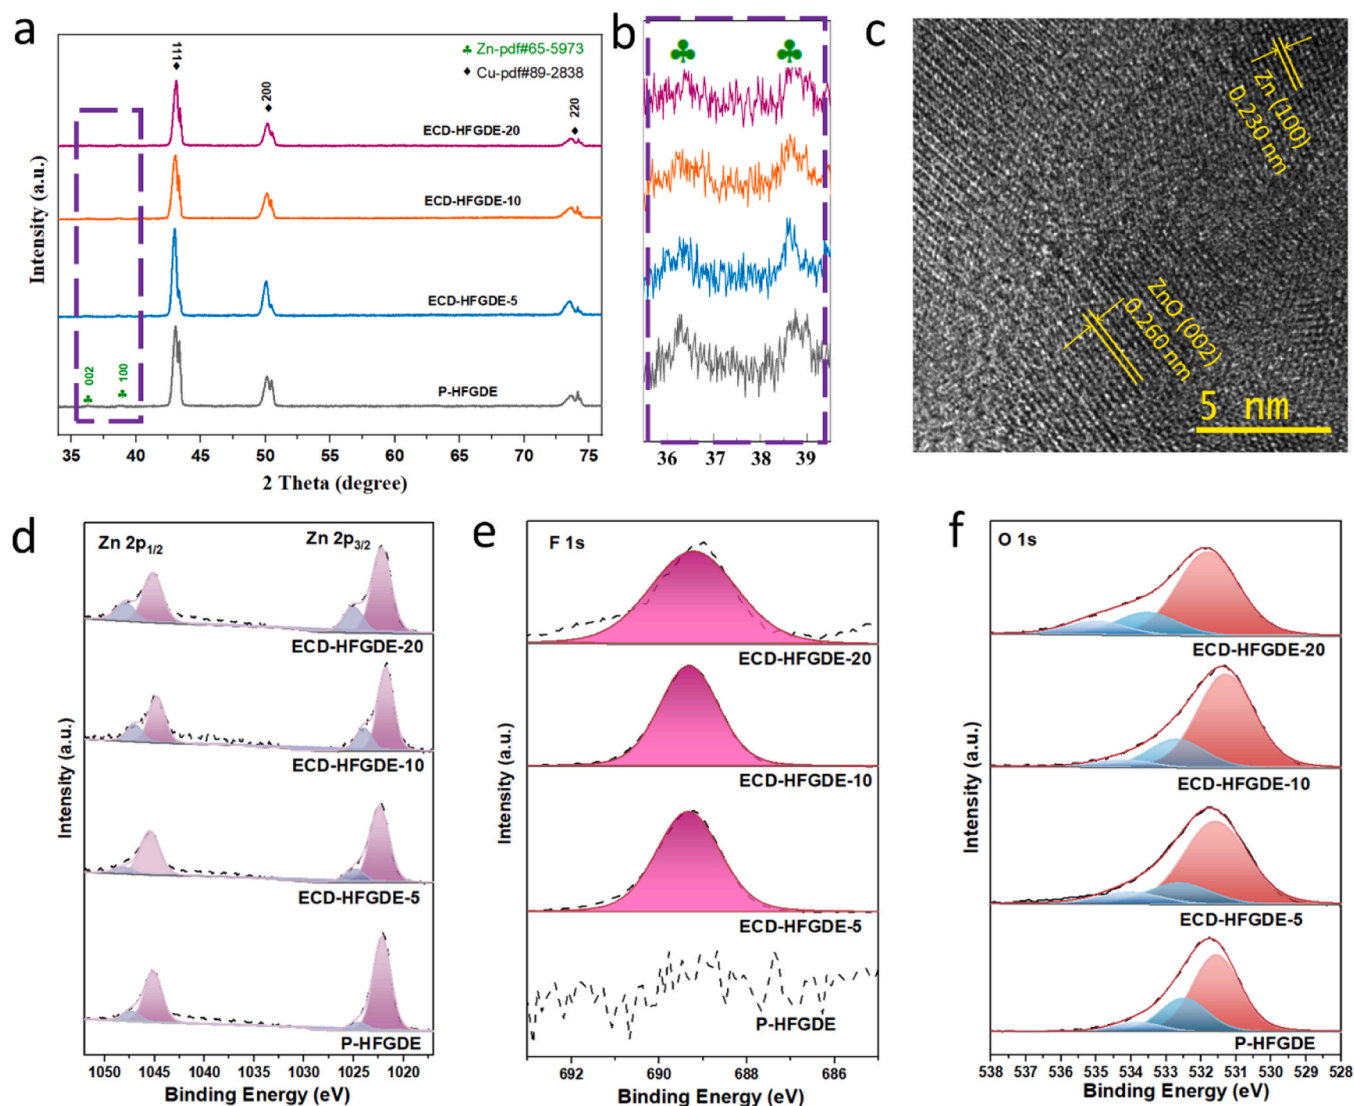 a
♣ Zn-pdf#65-5973
♦ Cu-pdf#89-2838
111
200
220
ECD-HFGDE-20
ECD-HFGDE-10
ECD-HFGDE-5
P-HFGDE
002
100
Intensity (a.u.)
35 40 45 50 55 60 65 70 75
2 Theta (degree)
b
36 37 38 39
c
Zn (100)
0.230 nm
ZnO (002)
0.260 nm
5 nm
d
Zn 2p1/2
Zn 2p3/2
ECD-HFGDE-20
ECD-HFGDE-10
ECD-HFGDE-5
P-HFGDE
Intensity (a.u.)
1050 1045 1040 1035 1030 1025 1020
Binding Energy (eV)
e
F 1s
ECD-HFGDE-20
ECD-HFGDE-10
ECD-HFGDE-5
P-HFGDE
Intensity (a.u.)
692 690 688 686
Binding Energy (eV)
f
O 1s
ECD-HFGDE-20
ECD-HFGDE-10
ECD-HFGDE-5
P-HFGDE
Intensity (a.u.)
538 537 536 535 534 533 532 531 530 529 528
Binding Energy (eV)